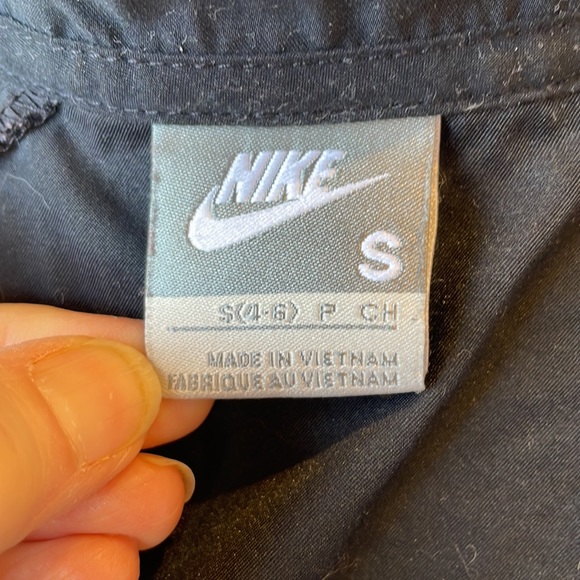 NIKE
S
S(4-6) P CH
MADE IN VIETNAM
FABRIQUE AU VIETNAM